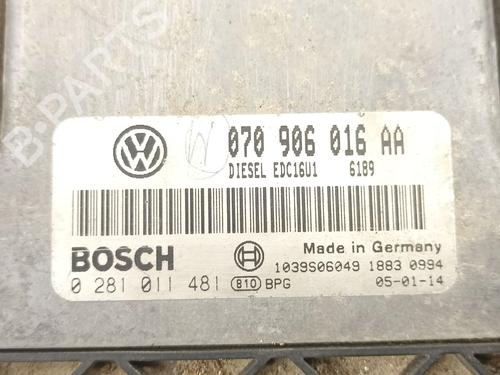 B-PARTS
W 070 906 016 AA
DIESEL EDC16U1 6189
BOSCH
Made in Germany
1039S06049 1883 0994
0 281 011 481 B10 BPG 05-01-14